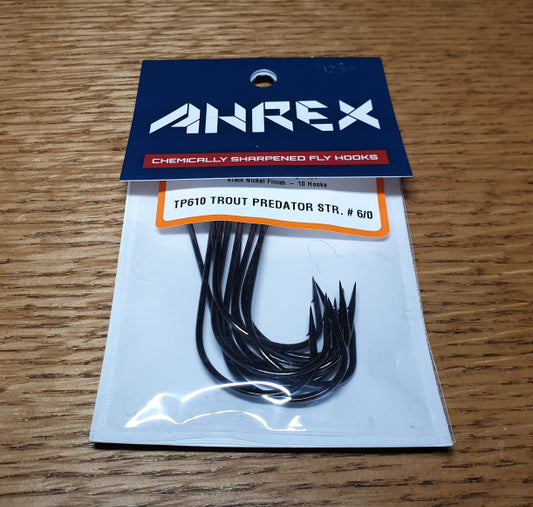 AHREX
CHEMICALLY SHARPENED FLY HOOKS
Black Nickel Finish – 10 Hooks
TP610 TROUT PREDATOR STR. # 6/0